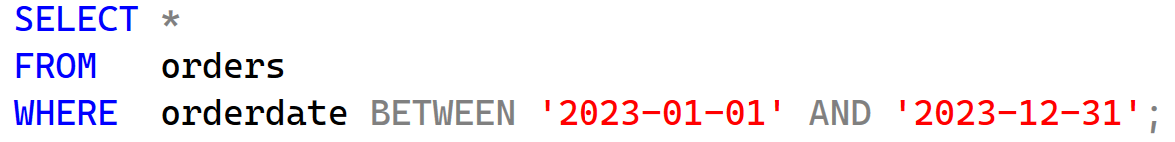 SELECT *
FROM   orders
WHERE  orderdate BETWEEN '2023-01-01' AND '2023-12-31';